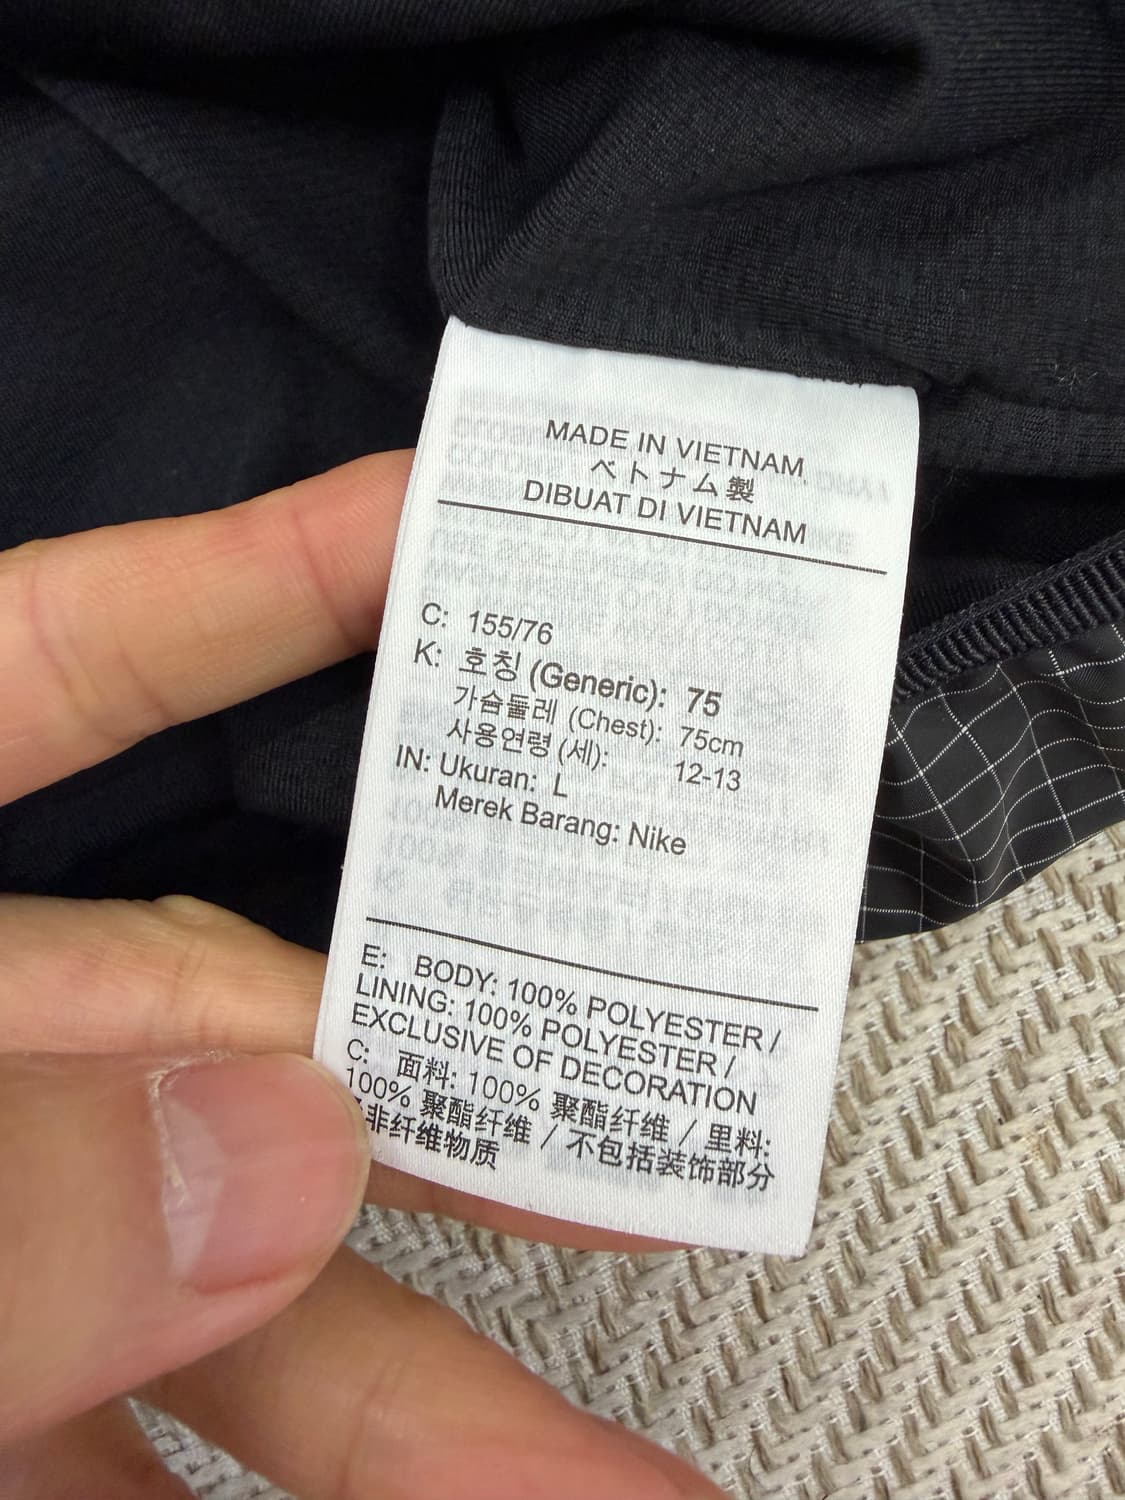 MADE IN VIETNAM
ベトナム製
DIBUAT DI VIETNAM
C: 155/76
K: 호칭 (Generic): 75
가슴둘레 (Chest): 75cm
사용연령 (세): 12-13
IN: Ukuran: L
Merek Barang: Nike
E: BODY: 100% POLYESTER /
LINING: 100% POLYESTER /
EXCLUSIVE OF DECORATION
C: 面料: 100% 聚酯纤维 / 里料:
100% 聚酯纤维 / 不包括装饰部分
非纤维物质